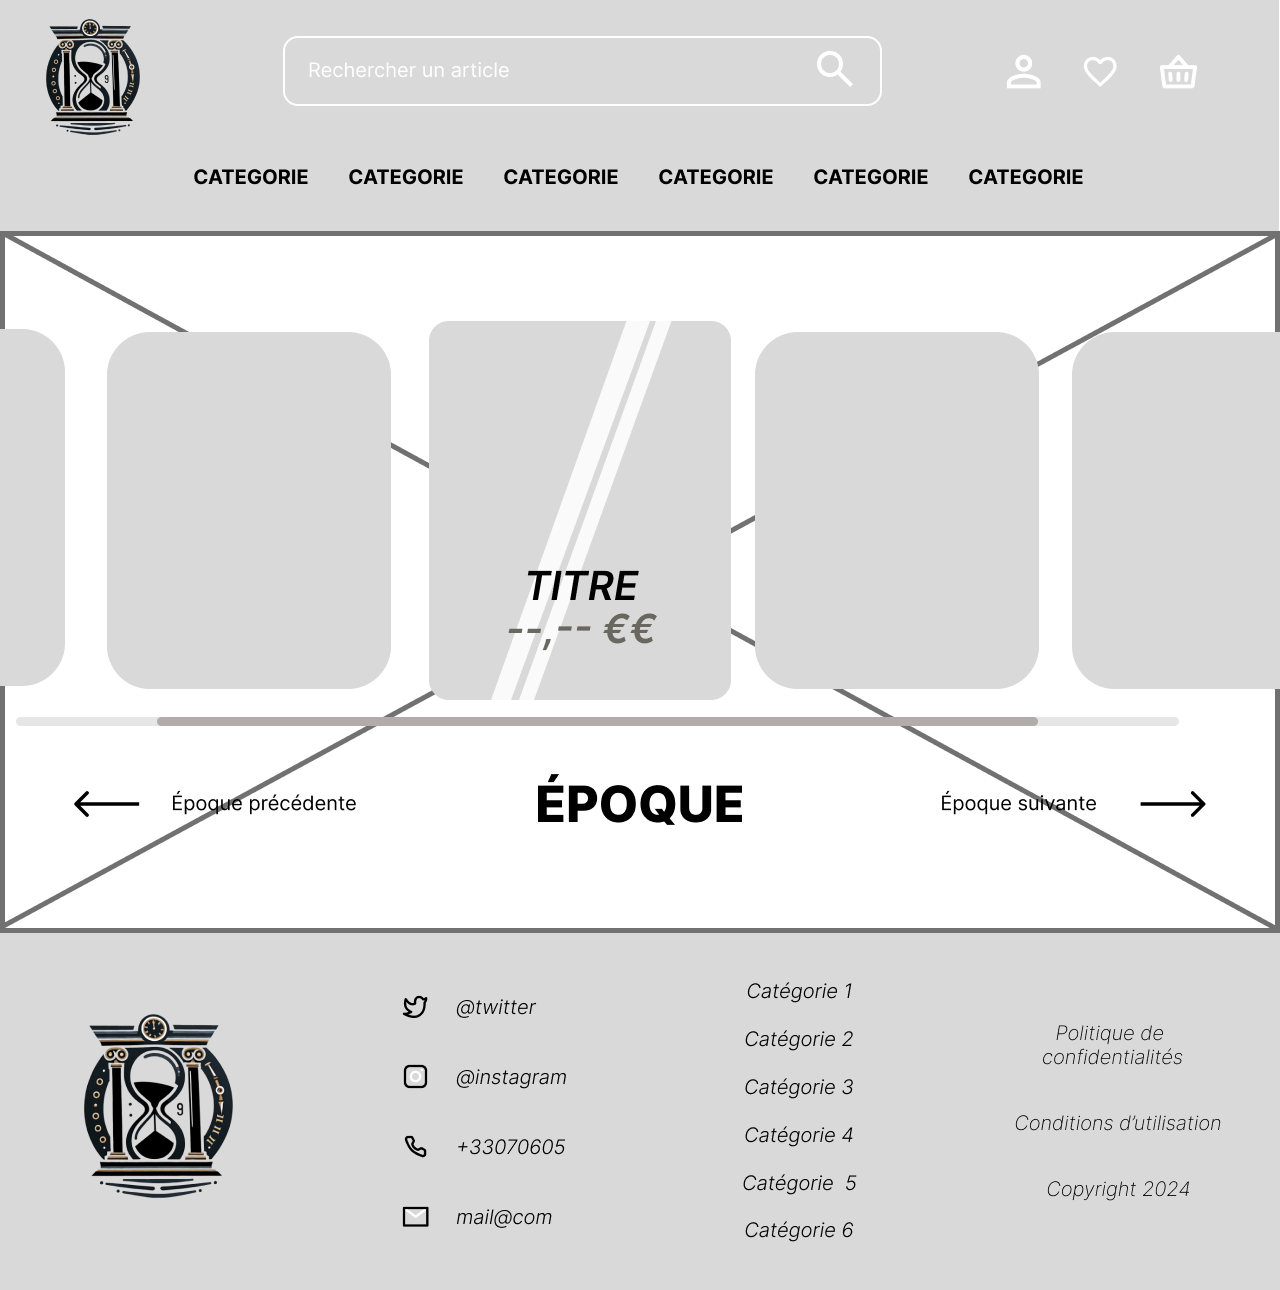 Rechercher un article
CATEGORIE CATEGORIE CATEGORIE CATEGORIE CATEGORIE CATEGORIE
TITRE
--,-- €€
Époque précédente
ÉPOQUE
Époque suivante
@twitter
@instagram
+33070605
mail@com
Catégorie 1
Catégorie 2
Catégorie 3
Catégorie 4
Catégorie  5
Catégorie 6
Politique de
confidentialités
Conditions d'utilisation
Copyright 2024